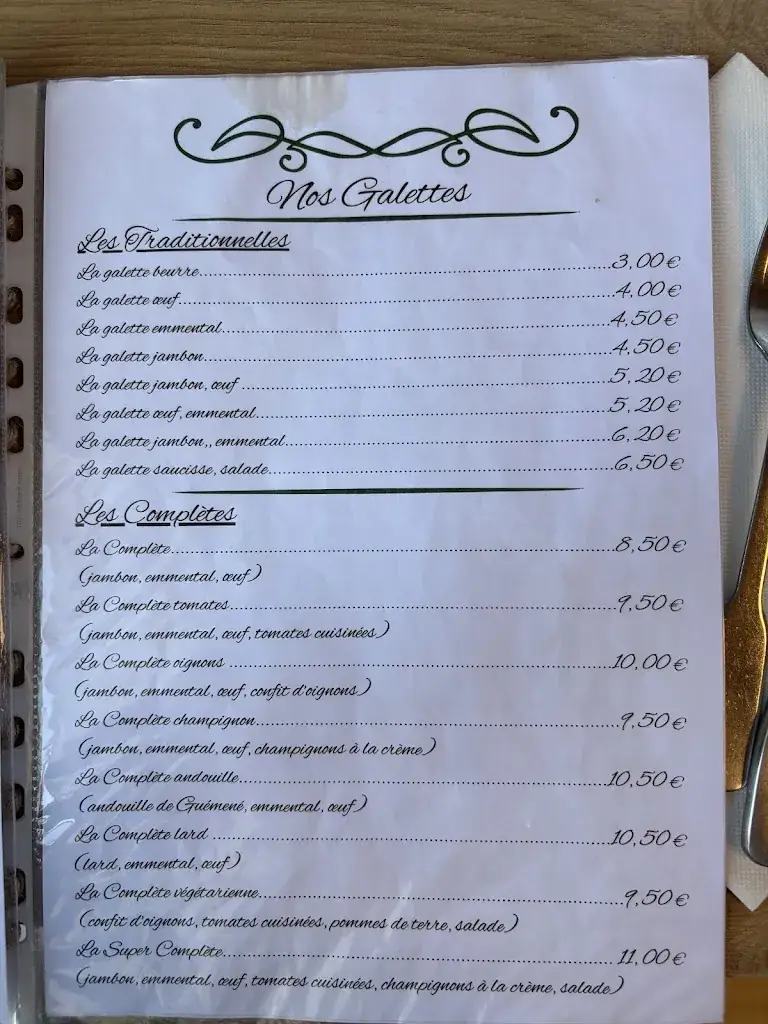 Nos Galettes
Les Traditionnelles
La galette beurre 3,00€
La galette œuf 4,00€
La galette emmental 4,50€
La galette jambon 4,50€
La galette jambon, œuf 5,20€
La galette œuf, emmental 5,20€
La galette jambon,, emmental 6,20€
La galette saucisse, salade 6,50€
Les Complètes
La Complète 8,50€
(jambon, emmental, œuf)
La Complète tomates 9,50€
(jambon, emmental, œuf, tomates cuisinées)
La Complète oignons 10,00€
(jambon, emmental, œuf, confit d'oignons)
La Complète champignon 9,50€
(jambon, emmental, œuf, champignons à la crème)
La Complète andouille 10,50€
(andouille de Guémené, emmental, œuf)
La Complète lard 10,50€
(lard, emmental, œuf)
La Complète végétarienne 9,50€
(confit d'oignons, tomates cuisinées, pommes de terre, salade)
La Super Complète 11,00€
(jambon, emmental, œuf, tomates cuisinées, champignons à la crème, salade)